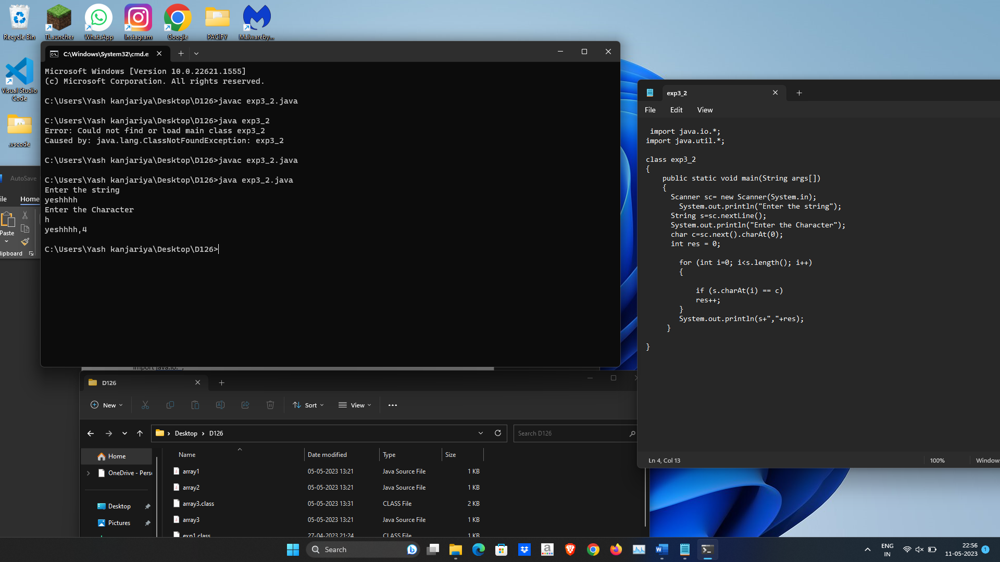 Recycle Bin
TLauncher
WhatsApp
Instagram
Google
PACIFY
Malwareby...
Visual Studio
Code
.vscode
C:\Windows\System32\cmd.e
Microsoft Windows [Version 10.0.22621.1555]
(c) Microsoft Corporation. All rights reserved.
C:\Users\Yash kanjariya\Desktop\D126>javac exp3_2.java
C:\Users\Yash kanjariya\Desktop\D126>java exp3_2
Error: Could not find or load main class exp3_2
Caused by: java.lang.ClassNotFoundException: exp3_2
C:\Users\Yash kanjariya\Desktop\D126>javac exp3_2.java
C:\Users\Yash kanjariya\Desktop\D126>java exp3_2.java
Enter the string
yeshhhh
Enter the Character
h
yeshhhh,4
C:\Users\Yash kanjariya\Desktop\D126>
AutoSave
ile
Home
Paste
lipboard
exp3_2
File Edit View
import java.io.*;
import java.util.*;
class exp3_2
{
public static void main(String args[])
{
Scanner sc= new Scanner(System.in);
System.out.println("Enter the string");
String s=sc.nextLine();
System.out.println("Enter the Character");
char c=sc.next().charAt(0);
int res = 0;
for (int i=0; i<s.length(); i++)
{
if (s.charAt(i) == c)
res++;
}
System.out.println(s+","+res);
}
}
Ln 4, Col 13
100%
Windows
import java.io.*;
D126
New
Sort
View
Desktop
D126
Search D126
Home
OneDrive - Perso
Desktop
Pictures
Name Date modified Type Size
array1 05-05-2023 13:21 Java Source File 1 KB
array2 05-05-2023 13:21 Java Source File 1 KB
array3.class 05-05-2023 13:31 CLASS File 2 KB
array3 05-05-2023 13:21 Java Source File 1 KB
exp1.class 27-04-2023 21:24 CLASS File 1 KB
Search
ENG
IN
22:56
11-05-2023
1